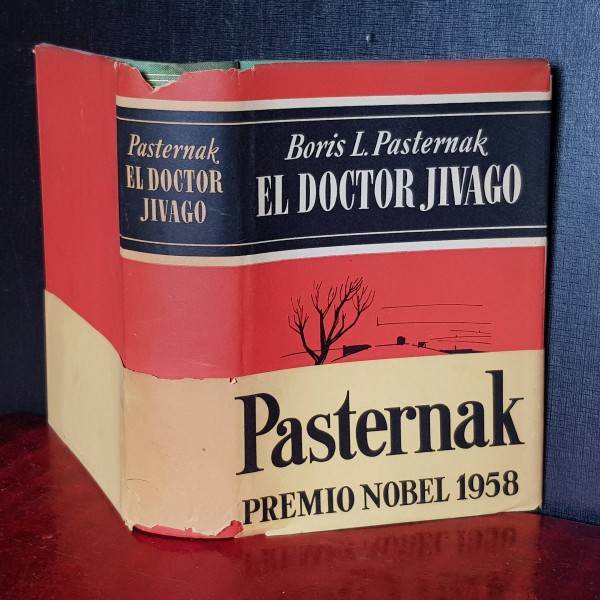 Pasternak
EL DOCTOR
JIVAGO
Boris L. Pasternak
EL DOCTOR JIVAGO
Pasternak
PREMIO NOBEL 1958